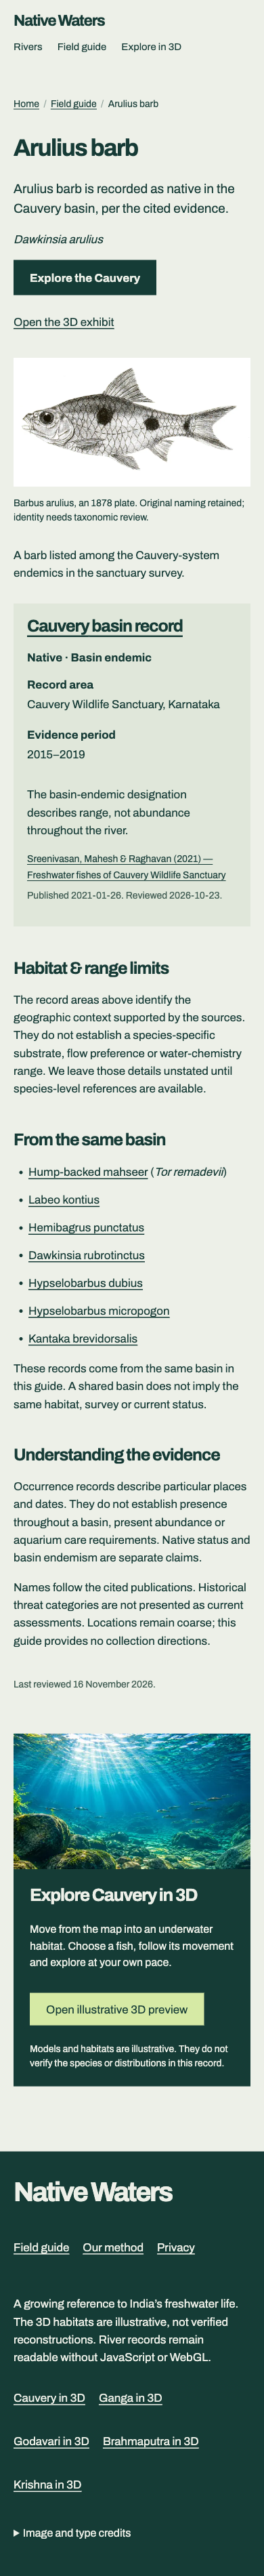 Native Waters
Rivers Field guide Explore in 3D
Home / Field guide / Arulius barb
Arulius barb
Arulius barb is recorded as native in the
Cauvery basin, per the cited evidence.
Dawkinsia arulius
Explore the Cauvery
Open the 3D exhibit
Barbus arulius, an 1878 plate. Original naming retained;
identity needs taxonomic review.
A barb listed among the Cauvery-system
endemics in the sanctuary survey.
Cauvery basin record
Native · Basin endemic
Record area
Cauvery Wildlife Sanctuary, Karnataka
Evidence period
2015–2019
The basin-endemic designation
describes range, not abundance
throughout the river.
Sreenivasan, Mahesh & Raghavan (2021) —
Freshwater fishes of Cauvery Wildlife Sanctuary
Published 2021-01-26. Reviewed 2026-10-23.
Habitat & range limits
The record areas above identify the
geographic context supported by the sources.
They do not establish a species-specific
substrate, flow preference or water-chemistry
range. We leave those details unstated until
species-level references are available.
From the same basin
• Hump-backed mahseer (Tor remadevii)
• Labeo kontius
• Hemibagrus punctatus
• Dawkinsia rubrotinctus
• Hypselobarbus dubius
• Hypselobarbus micropogon
• Kantaka brevidorsalis
These records come from the same basin in
this guide. A shared basin does not imply the
same habitat, survey or current status.
Understanding the evidence
Occurrence records describe particular places
and dates. They do not establish presence
throughout a basin, present abundance or
aquarium care requirements. Native status and
basin endemism are separate claims.
Names follow the cited publications. Historical
threat categories are not presented as current
assessments. Locations remain coarse; this
guide provides no collection directions.
Last reviewed 16 November 2026.
Explore Cauvery in 3D
Move from the map into an underwater
habitat. Choose a fish, follow its movement
and explore at your own pace.
Open illustrative 3D preview
Models and habitats are illustrative. They do not
verify the species or distributions in this record.
Native Waters
Field guide Our method Privacy
A growing reference to India’s freshwater life.
The 3D habitats are illustrative, not verified
reconstructions. River records remain
readable without JavaScript or WebGL.
Cauvery in 3D Ganga in 3D
Godavari in 3D Brahmaputra in 3D
Krishna in 3D
▶ Image and type credits